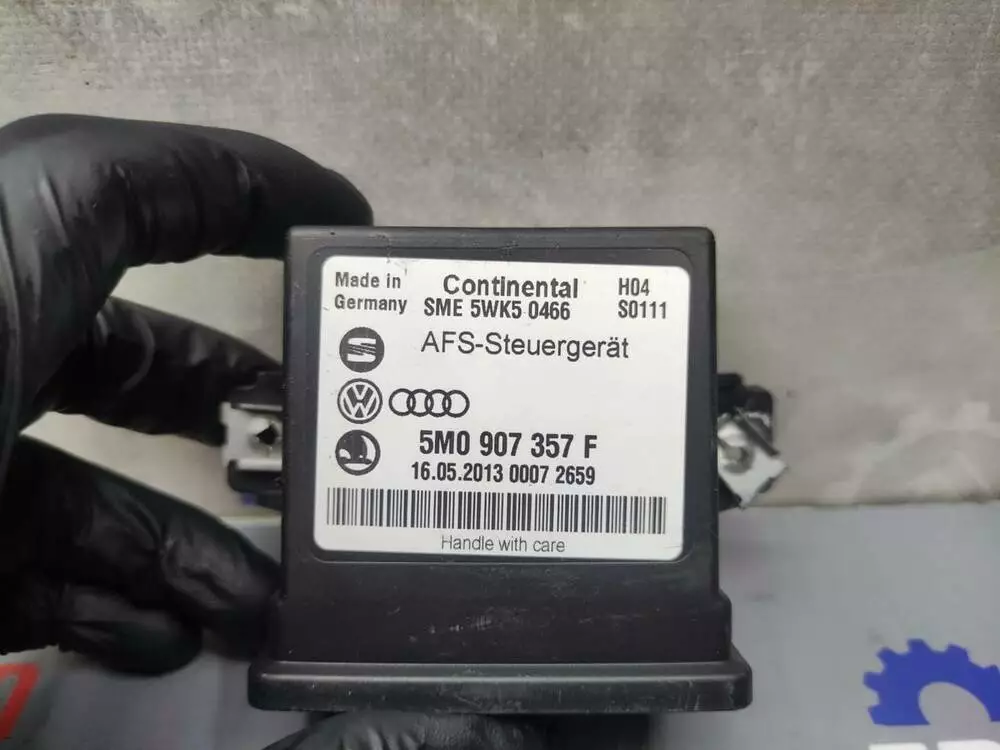 Made in Germany
Continental
SME 5WK5 0466
H04
S0111
AFS-Steuergerät
5M0 907 357 F
16.05.2013 0007 2659
Handle with care